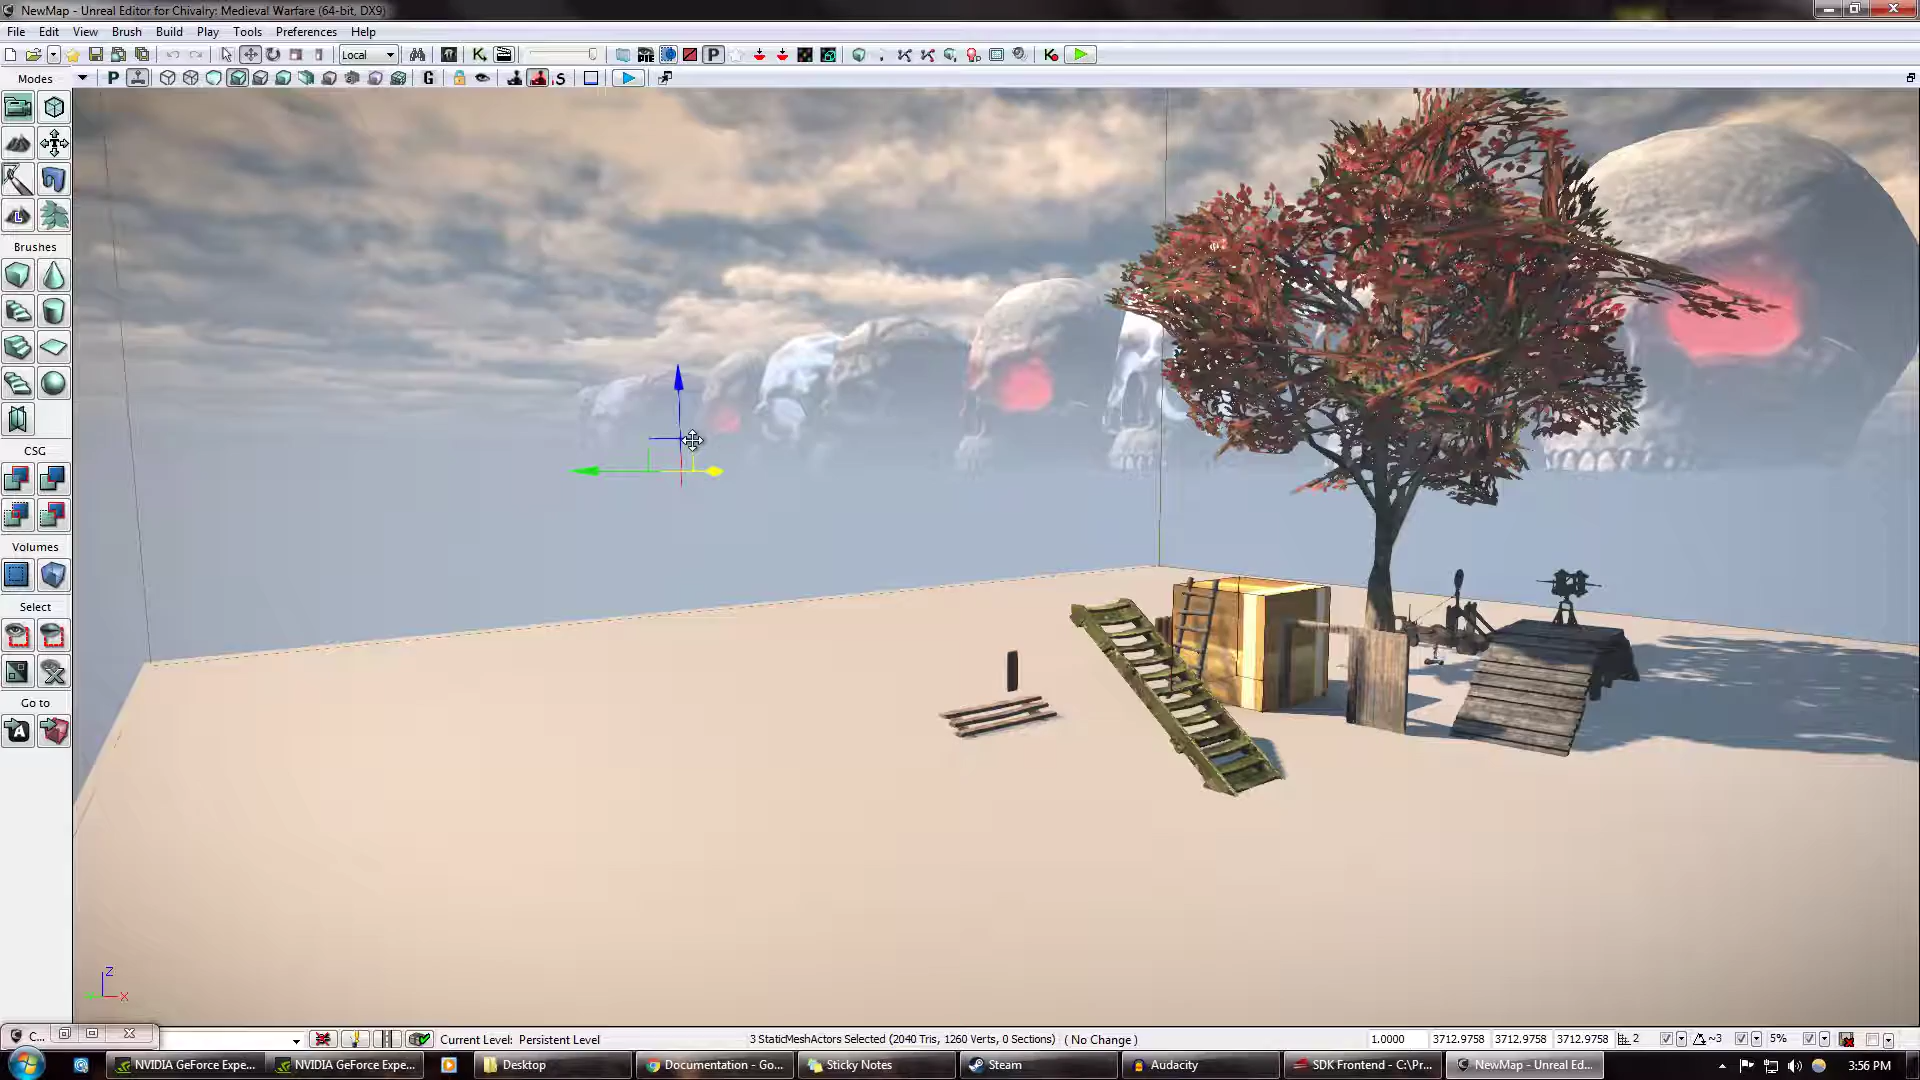 NewMap - Unreal Editor for Chivalry: Medieval Warfare (64-bit, DX9)
File Edit View Brush Build Play Tools Preferences Help
Local
Modes
P G S
Brushes
CSG
Volumes
Select
Go to
Z
X
C...
Current Level: Persistent Level
3 StaticMeshActors Selected (2040 Tris, 1260 Verts, 0 Sections) ( No Change )
1.0000 3712.9758 3712.9758 3712.9758 2 ~3 5%
NVIDIA GeForce Expe...
NVIDIA GeForce Expe...
Desktop
Documentation - Go...
Sticky Notes
Steam
Audacity
SDK Frontend - C:\Pr...
NewMap - Unreal Ed...
3:56 PM